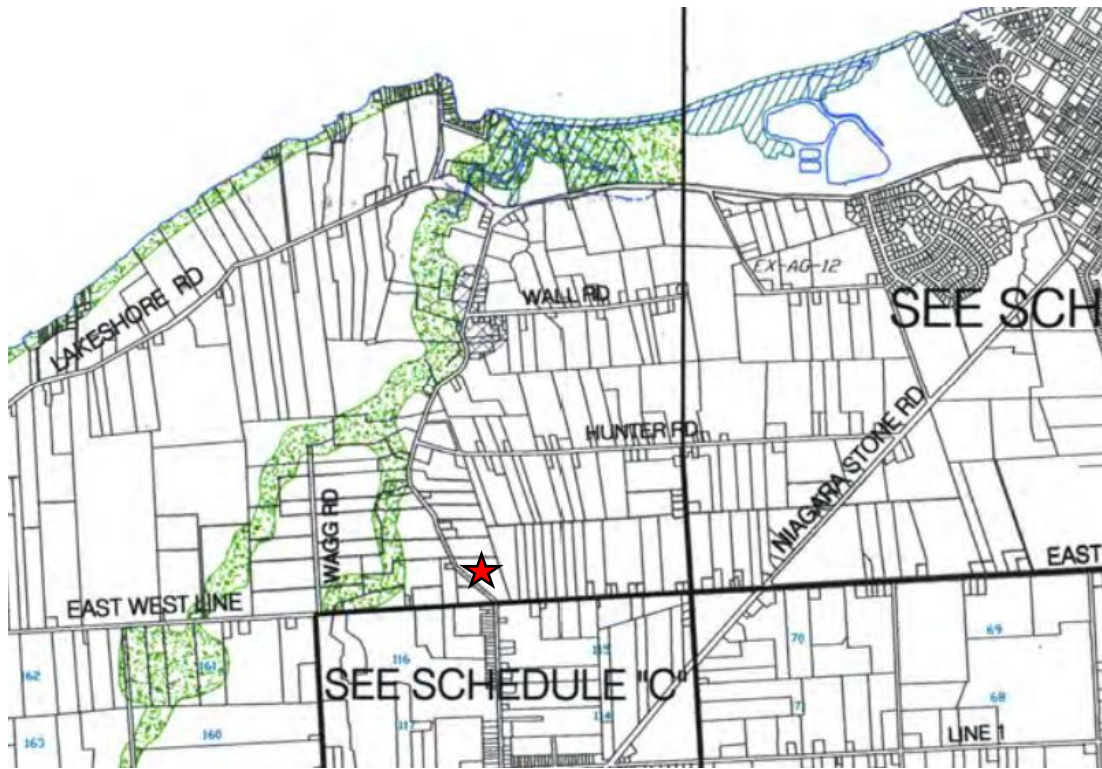 EX-AG-12
LAKESHORE RD
WALL RD
SEE SCH
HUNTER RD
NIAGARA STONE RD
WAGG RD
EAST
EAST WEST LINE
62
161
116
115
70
69
SEE SCHEDULE "C"
163
160
117
114
71
68
LINE 1